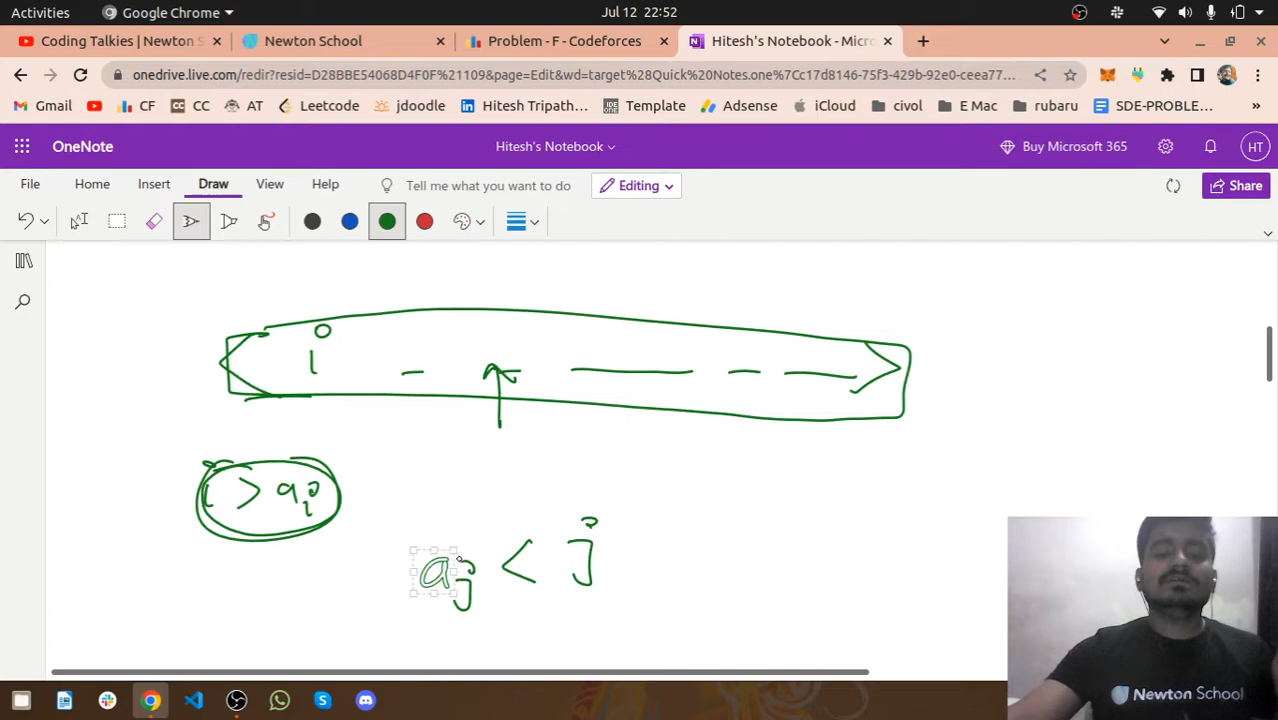 Activities
Google Chrome
Jul 12 22:52
Coding Talkies | Newton S
Newton School
Problem - F - Codeforces
Hitesh's Notebook - Micro
onedrive.live.com/redir?resid=D28BBE54068D4F0F%21109&page=Edit&wd=target%28Quick%20Notes.one%7Cc17d8146-75f3-429b-92e0-ceea77...
Gmail
CF
CC
AT
Leetcode
jdoodle
Hitesh Tripath...
Template
Adsense
iCloud
civol
E Mac
rubaru
SDE-PROBLE...
»
OneNote
Hitesh's Notebook
Buy Microsoft 365
HT
File
Home
Insert
Draw
View
Help
Tell me what you want to do
Editing
Share
i
i > ai
aj < j
Newton School